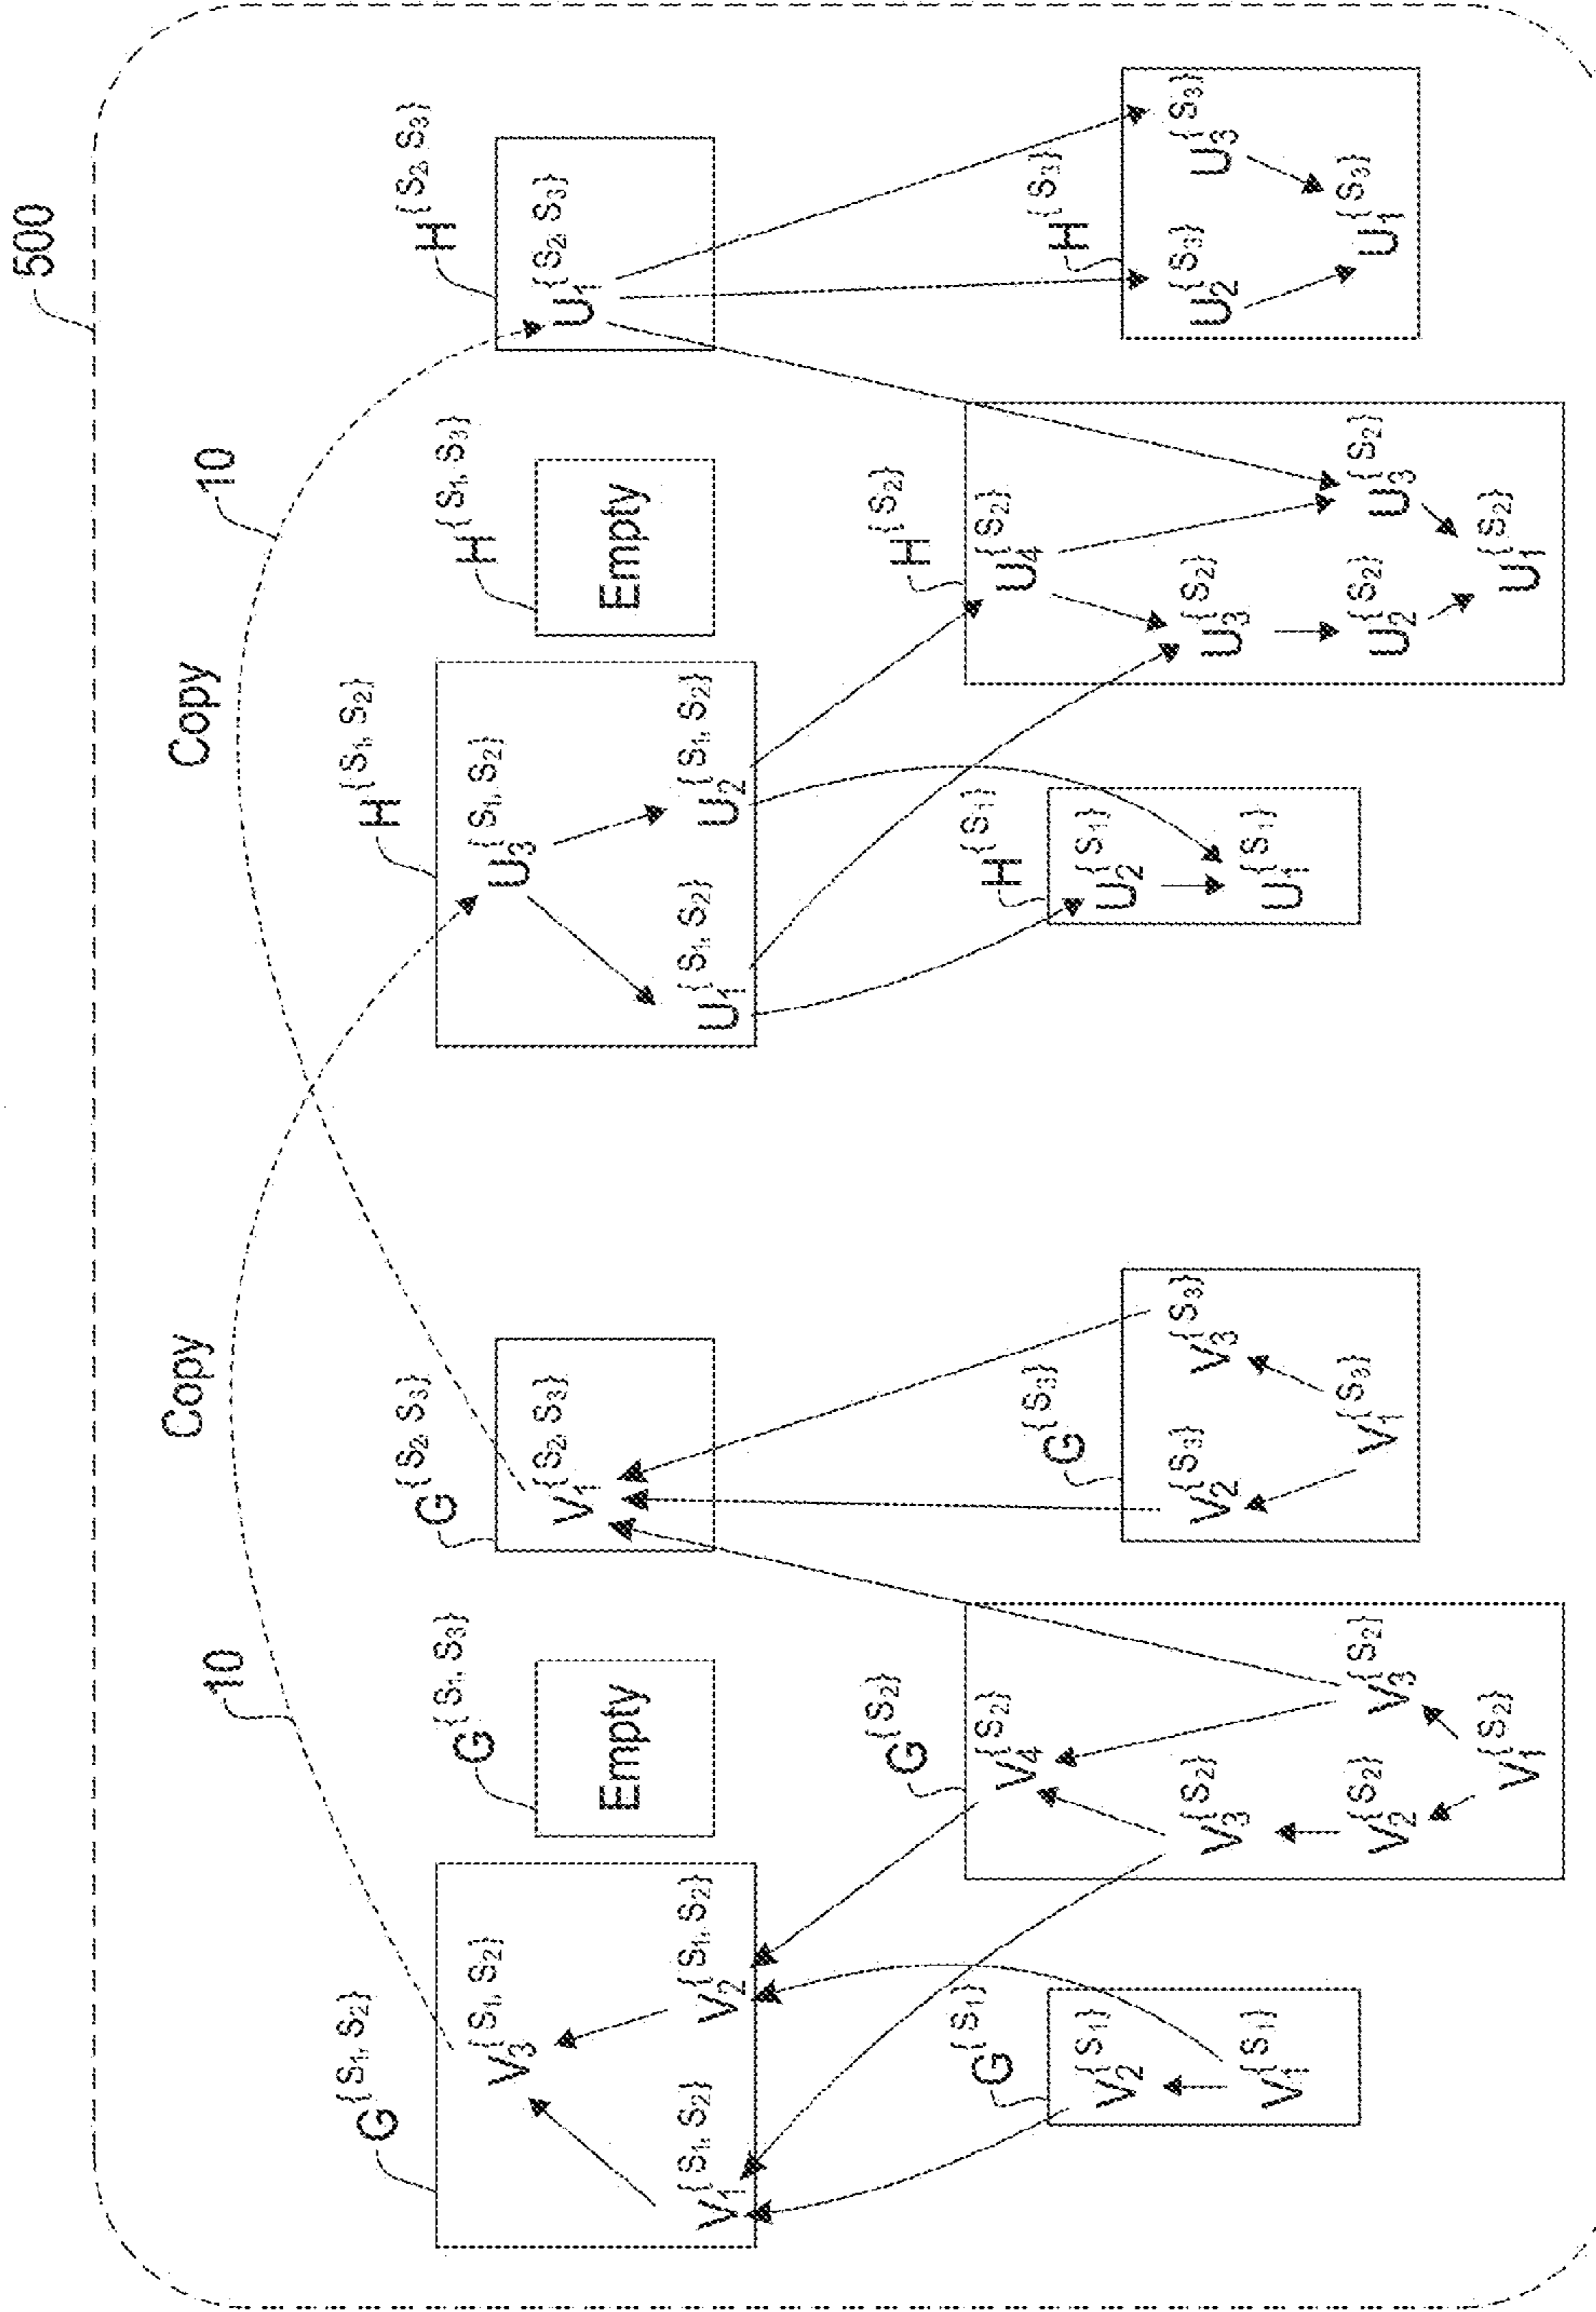 500
Copy
Copy
10
10
G{S1, S2}
V3{S1, S2}
V1{S1, S2}
V2{S1, S2}
G{S1, S3}
Empty
G{S2, S3}
V1{S2, S3}
G{S1}
V2{S1}
V1{S1}
G{S2}
V4{S2}
V3{S2}
V2{S2}
V3{S2}
V1{S2}
G{S3}
V2{S3}
V3{S3}
V1{S3}
H{S1, S2}
U3{S1, S2}
U1{S1, S2}
U2{S1, S2}
H{S1, S3}
Empty
H{S2, S3}
U1{S2, S3}
H{S1}
U2{S1}
U1{S1}
H{S2}
U4{S2}
U3{S2}
U2{S2}
U3{S2}
U1{S2}
H{S3}
U2{S3}
U3{S3}
U1{S3}